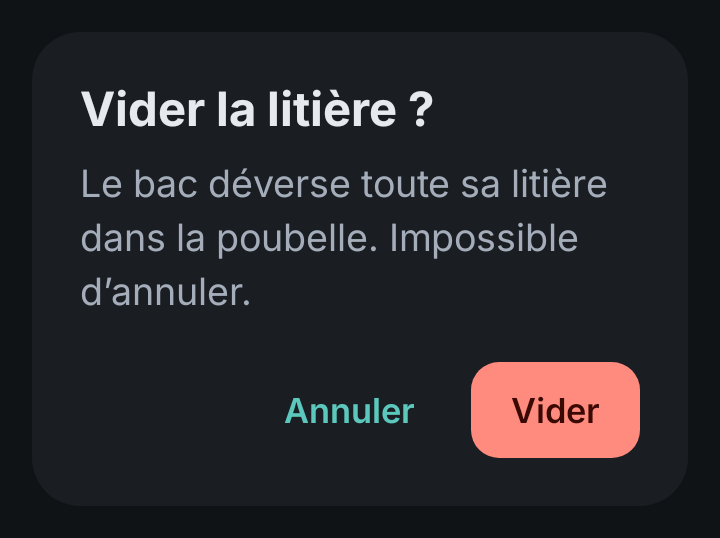 Vider la litière ?
Le bac déverse toute sa litière
dans la poubelle. Impossible
d’annuler.
Annuler
Vider